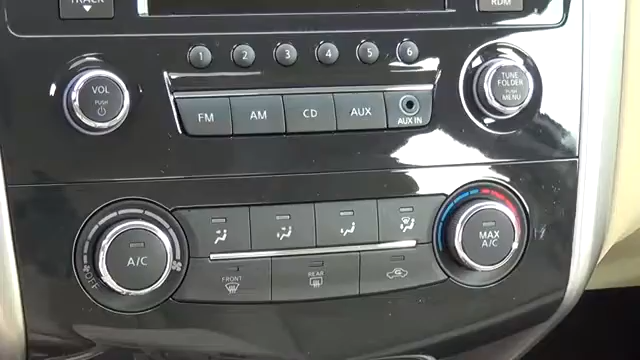 TRACK
RDM
1 2 3 4 5 6
VOL
PUSH
TUNE
FOLDER
PUSH
MENU
FM AM CD AUX AUX IN
A/C
OFF
MAX
A/C
FRONT
REAR